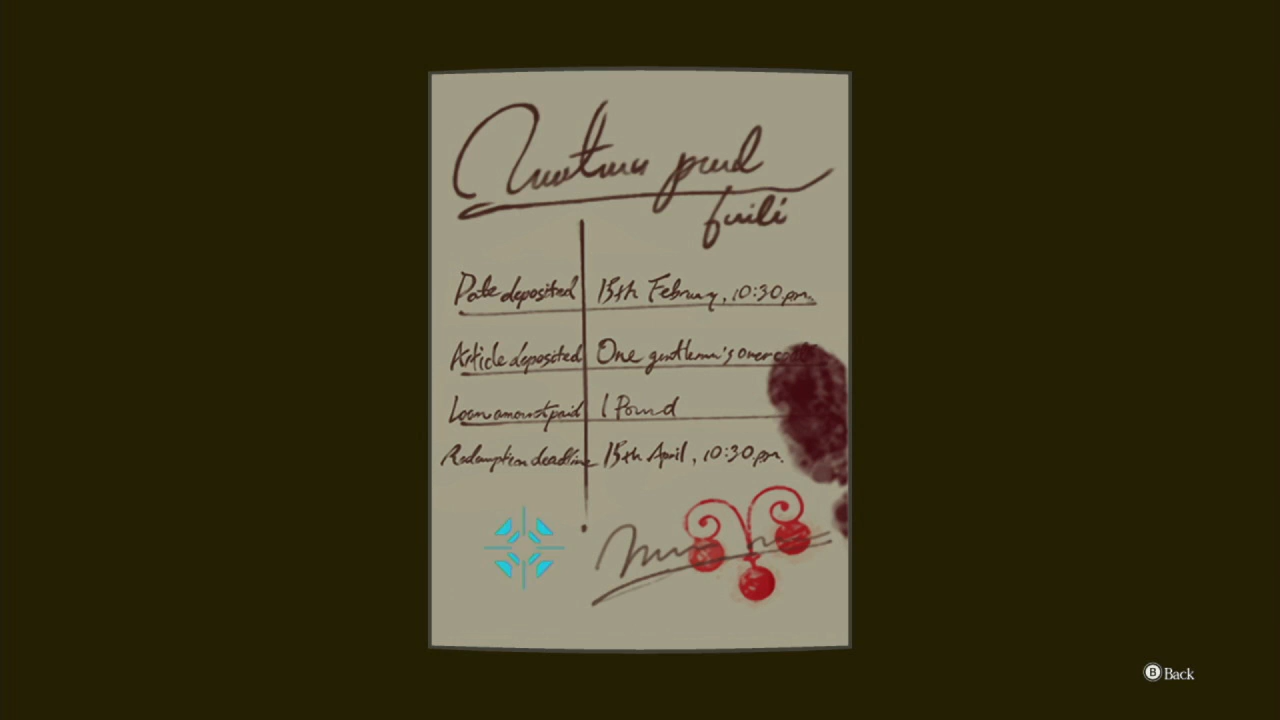 Date deposited 15th February, 10:30 p.m.
Article deposited One gentleman's overcoat
Loan amount paid 1 Pound
Redemption deadline 15th April, 10:30 p.m.
B Back